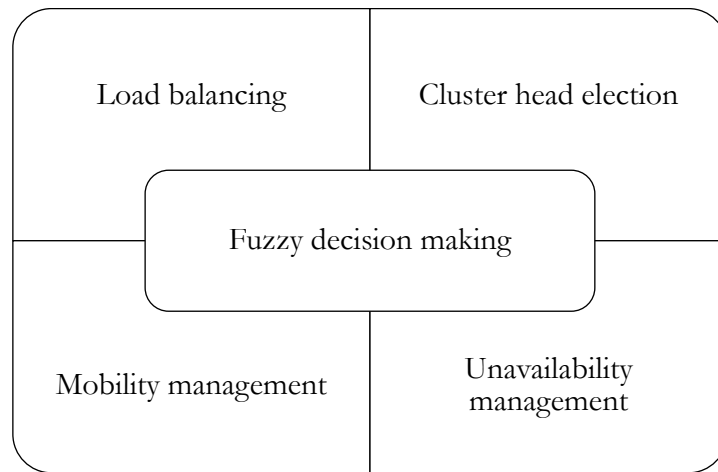 Load balancing
Cluster head election
Fuzzy decision making
Mobility management
Unavailability
management